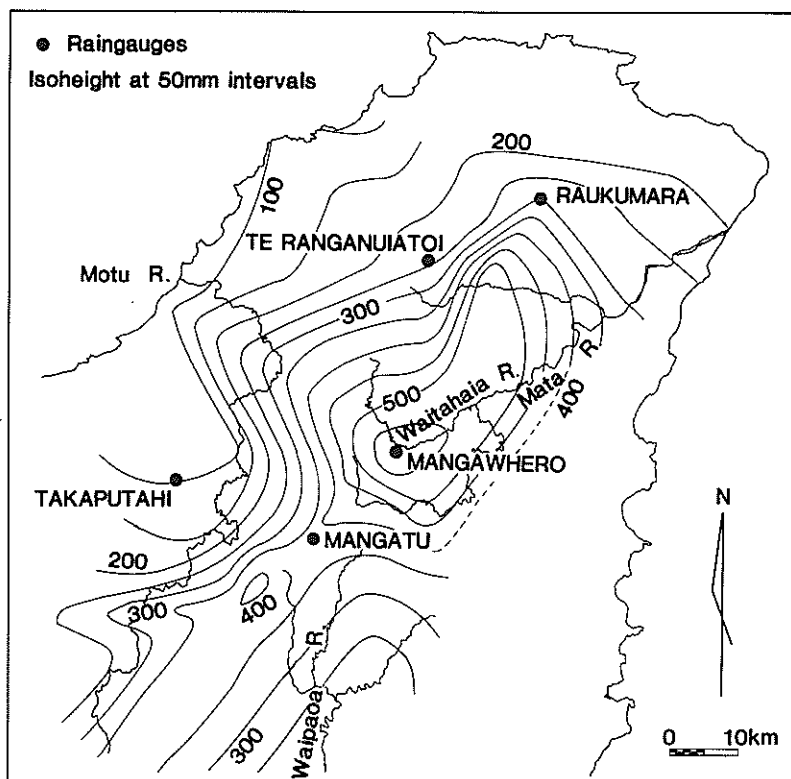 Raingauges
Isoheight at 50mm intervals
200
RAUKUMARA
100
TE RANGANUIATOI
Motu R.
300
Mata R.
500
Waitahaia R.
400
MANGAWHERO
TAKAPUTAHI
N
MANGATU
200
300
400
Waipaoa R.
300
0 10km